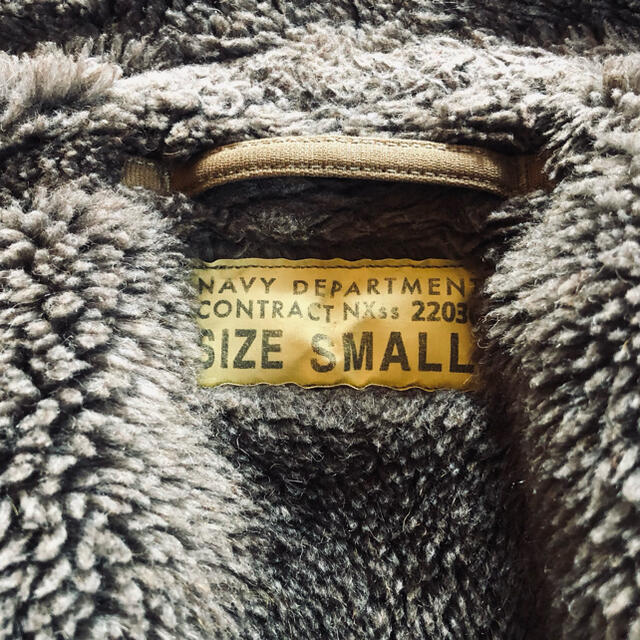 NAVY DEPARTMENT
CONTRACT NXss 2203
SIZE SMALL